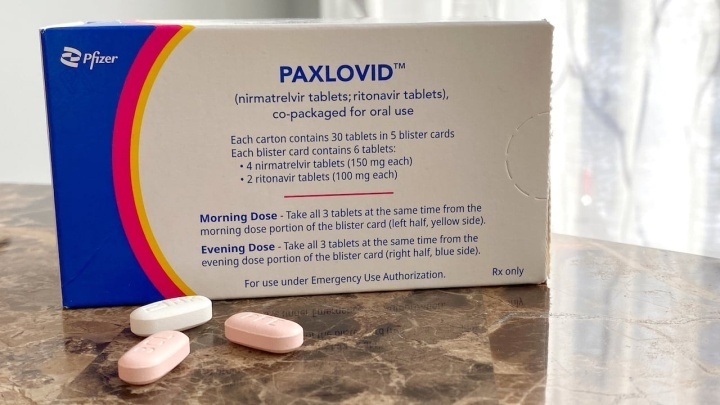 Pfizer
PAXLOVID™
(nirmatrelvir tablets; ritonavir tablets),
co-packaged for oral use
Each carton contains 30 tablets in 5 blister cards
Each blister card contains 6 tablets:
• 4 nirmatrelvir tablets (150 mg each)
• 2 ritonavir tablets (100 mg each)
Morning Dose - Take all 3 tablets at the same time from the
morning dose portion of the blister card (left half, yellow side).
Evening Dose - Take all 3 tablets at the same time from the
evening dose portion of the blister card (right half, blue side).
For use under Emergency Use Authorization.
Rx only